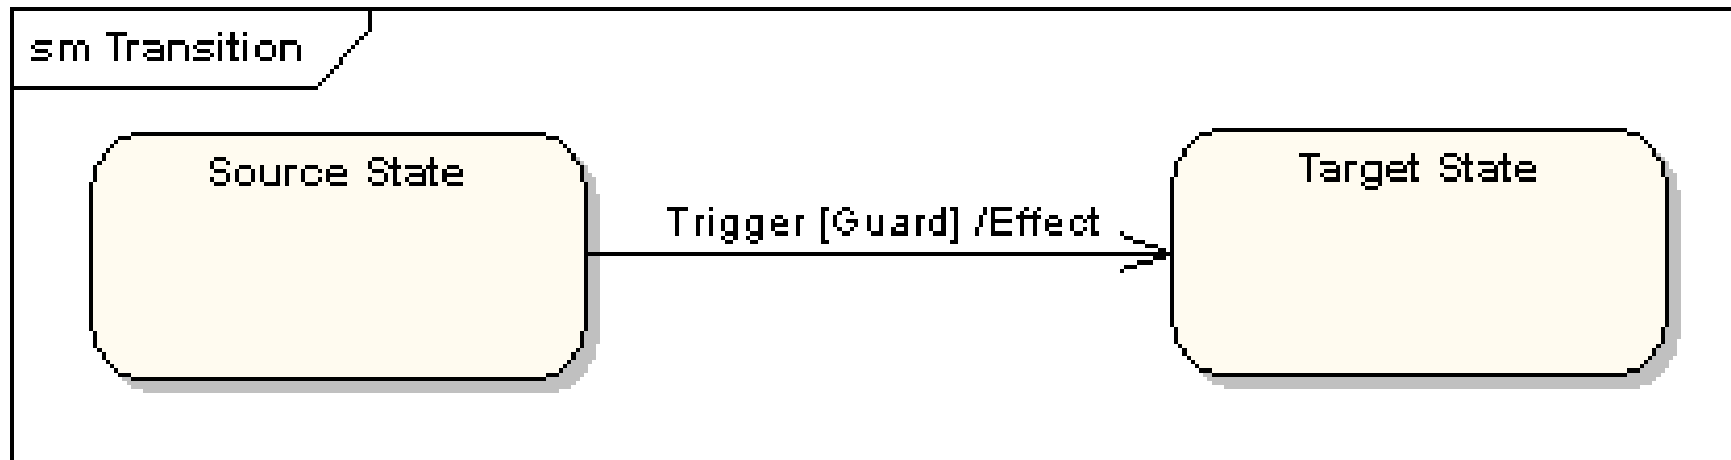 sm Transition
Source State
Target State
Trigger [Guard] /Effect